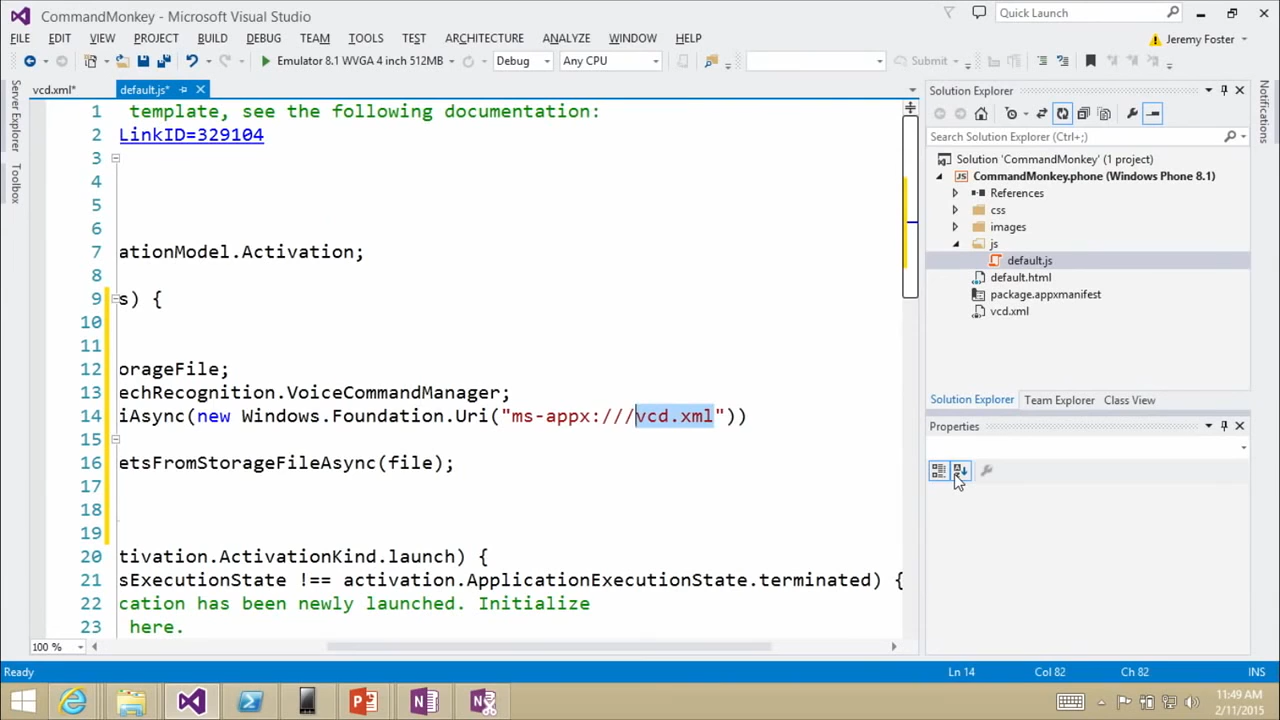 CommandMonkey - Microsoft Visual Studio
Quick Launch
FILE EDIT VIEW PROJECT BUILD DEBUG TEAM TOOLS TEST ARCHITECTURE ANALYZE WINDOW HELP
Jeremy Foster
Emulator 8.1 WVGA 4 inch 512MB
Debug
Any CPU
Submit
Server Explorer
Toolbox
vcd.xml*
default.js*
1 template, see the following documentation:
2 LinkID=329104
3
4
5
6
7 ationModel.Activation;
8
9 s) {
10
11
12 orageFile;
13 echRecognition.VoiceCommandManager;
14 iAsync(new Windows.Foundation.Uri("ms-appx:///vcd.xml"))
15
16 etsFromStorageFileAsync(file);
17
18
19
20 tivation.ActivationKind.launch) {
21 sExecutionState !== activation.ApplicationExecutionState.terminated) {
22 cation has been newly launched. Initialize
23 here.
100 %
Solution Explorer
Search Solution Explorer (Ctrl+;)
Solution 'CommandMonkey' (1 project)
CommandMonkey.phone (Windows Phone 8.1)
References
css
images
js
default.js
default.html
package.appxmanifest
vcd.xml
Solution Explorer Team Explorer Class View
Properties
Notifications
Ready
Ln 14
Col 82
Ch 82
INS
11:49 AM
2/11/2015